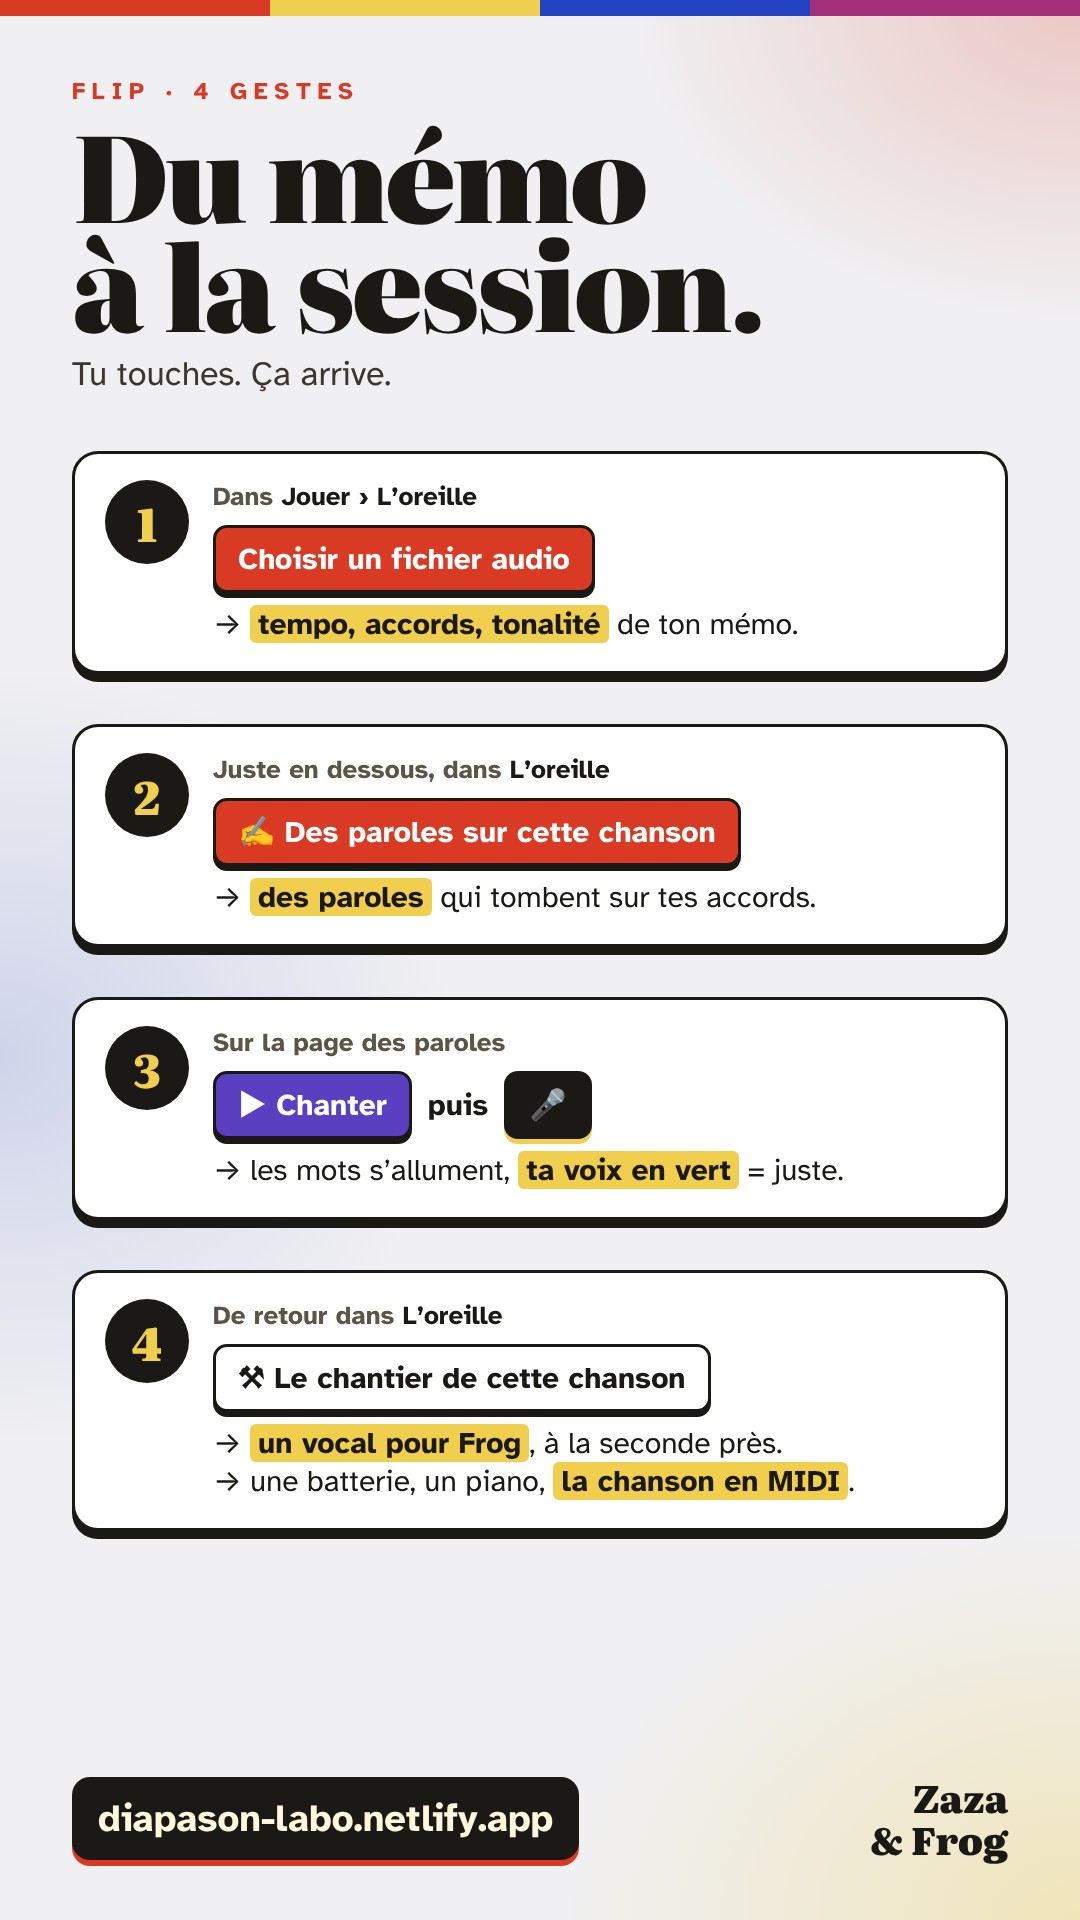 FLIP · 4 GESTES
Du mémo
à la session.
Tu touches. Ça arrive.
1
Dans Jouer › L’oreille
Choisir un fichier audio
→ tempo, accords, tonalité de ton mémo.
2
Juste en dessous, dans L’oreille
✍️ Des paroles sur cette chanson
→ des paroles qui tombent sur tes accords.
3
Sur la page des paroles
▶ Chanter puis 🎤
→ les mots s’allument, ta voix en vert = juste.
4
De retour dans L’oreille
⚒ Le chantier de cette chanson
→ un vocal pour Frog, à la seconde près.
→ une batterie, un piano, la chanson en MIDI.
diapason-labo.netlify.app
Zaza
& Frog